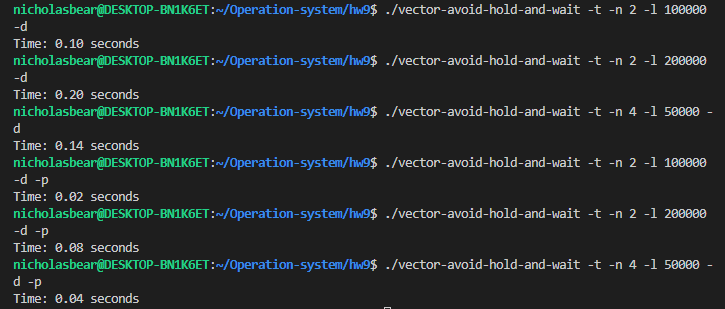 nicholasbear@DESKTOP-BN1K6ET:~/Operation-system/hw9$ ./vector-avoid-hold-and-wait -t -n 2 -l 100000
-d
Time: 0.10 seconds
nicholasbear@DESKTOP-BN1K6ET:~/Operation-system/hw9$ ./vector-avoid-hold-and-wait -t -n 2 -l 200000
-d
Time: 0.20 seconds
nicholasbear@DESKTOP-BN1K6ET:~/Operation-system/hw9$ ./vector-avoid-hold-and-wait -t -n 4 -l 50000 -
d
Time: 0.14 seconds
nicholasbear@DESKTOP-BN1K6ET:~/Operation-system/hw9$ ./vector-avoid-hold-and-wait -t -n 2 -l 100000
-d -p
Time: 0.02 seconds
nicholasbear@DESKTOP-BN1K6ET:~/Operation-system/hw9$ ./vector-avoid-hold-and-wait -t -n 2 -l 200000
-d -p
Time: 0.08 seconds
nicholasbear@DESKTOP-BN1K6ET:~/Operation-system/hw9$ ./vector-avoid-hold-and-wait -t -n 4 -l 50000 -
d -p
Time: 0.04 seconds